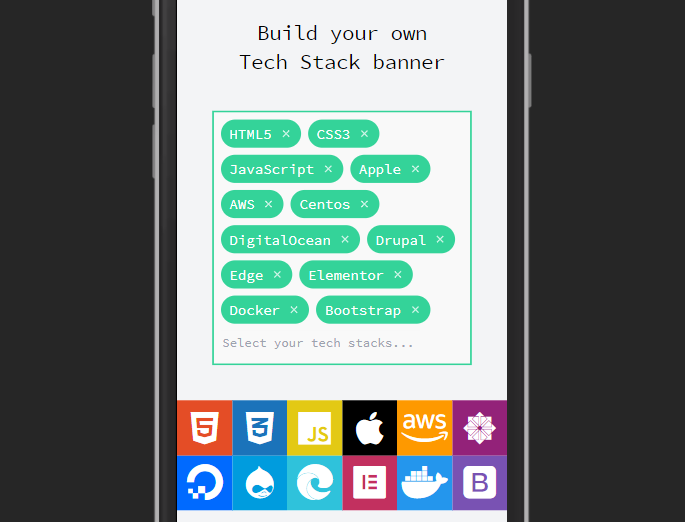 Build your own
Tech Stack banner
HTML5 × CSS3 ×
JavaScript × Apple ×
AWS × Centos ×
DigitalOcean × Drupal ×
Edge × Elementor ×
Docker × Bootstrap ×
Select your tech stacks...
5 3 JS aws
E B